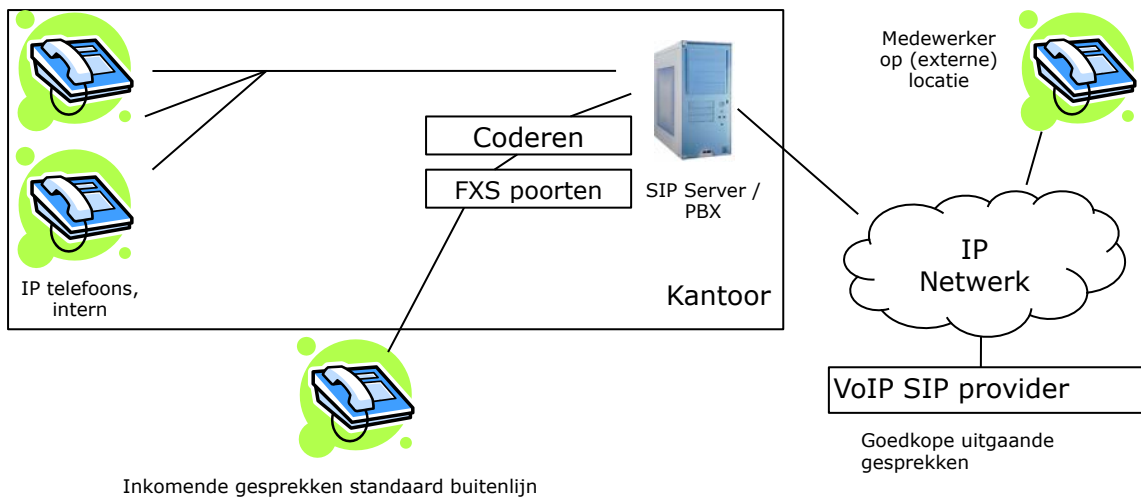 Medewerker
op (externe)
locatie
Coderen
FXS poorten
SIP Server /
PBX
IP telefoons,
intern
Kantoor
IP
Netwerk
VoIP SIP provider
Goedkope uitgaande
gesprekken
Inkomende gesprekken standaard buitenlijn